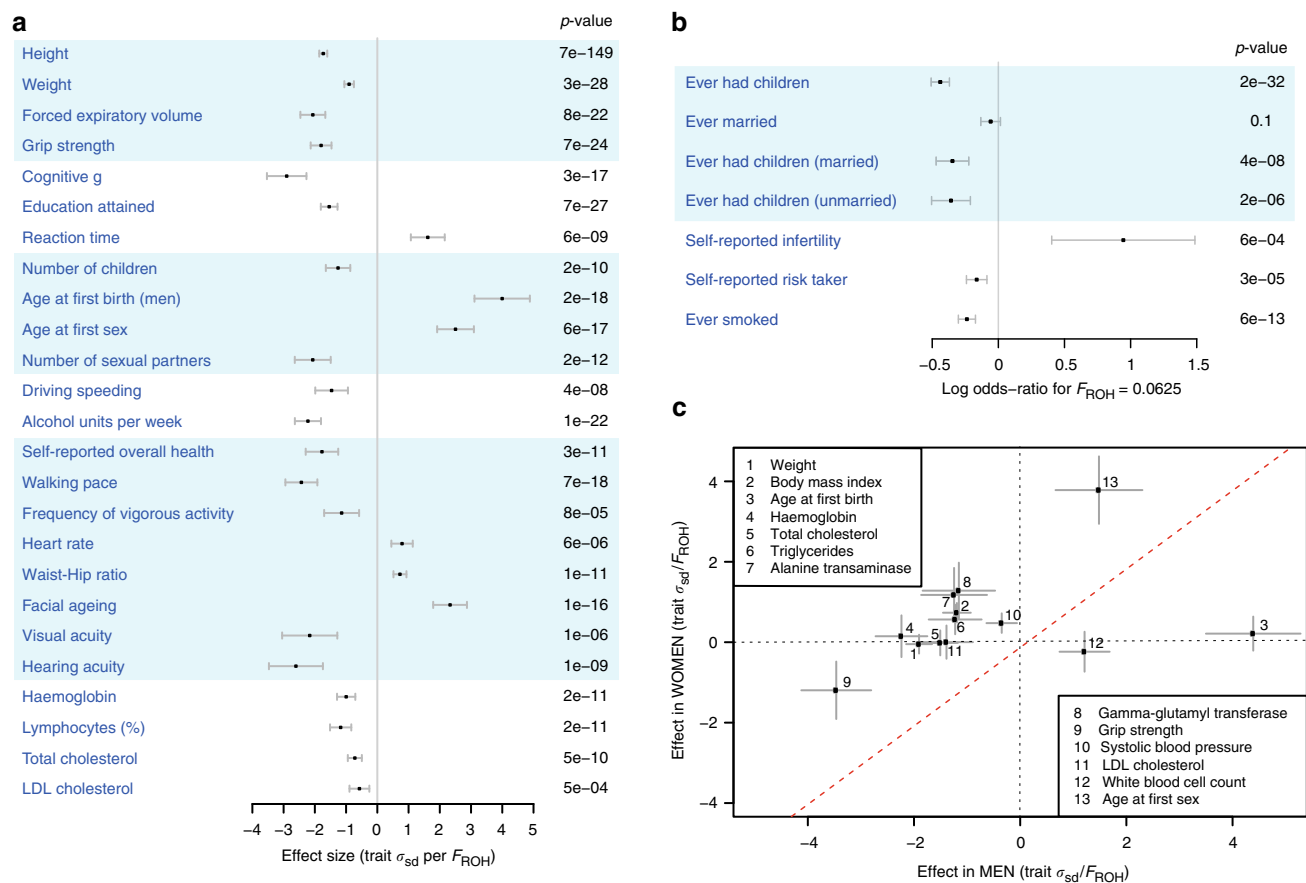 a
p-value
Height 7e−149
Weight 3e−28
Forced expiratory volume 8e−22
Grip strength 7e−24
Cognitive g 3e−17
Education attained 7e−27
Reaction time 6e−09
Number of children 2e−10
Age at first birth (men) 2e−18
Age at first sex 6e−17
Number of sexual partners 2e−12
Driving speeding 4e−08
Alcohol units per week 1e−22
Self-reported overall health 3e−11
Walking pace 7e−18
Frequency of vigorous activity 8e−05
Heart rate 6e−06
Waist-Hip ratio 1e−11
Facial ageing 1e−16
Visual acuity 1e−06
Hearing acuity 1e−09
Haemoglobin 2e−11
Lymphocytes (%) 2e−11
Total cholesterol 5e−10
LDL cholesterol 5e−04
−4 −3 −2 −1 0 1 2 3 4 5
Effect size (trait σsd per FROH)
b
p-value
Ever had children 2e−32
Ever married 0.1
Ever had children (married) 4e−08
Ever had children (unmarried) 2e−06
Self-reported infertility 6e−04
Self-reported risk taker 3e−05
Ever smoked 6e−13
−0.5 0 0.5 1 1.5
Log odds−ratio for FROH = 0.0625
c
1 Weight
2 Body mass index
3 Age at first birth
4 Haemoglobin
5 Total cholesterol
6 Triglycerides
7 Alanine transaminase
13
8
7
2
10
4
5
6
3
1
11
12
9
8 Gamma-glutamyl transferase
9 Grip strength
10 Systolic blood pressure
11 LDL cholesterol
12 White blood cell count
13 Age at first sex
4
2
0
−2
−4
Effect in WOMEN (trait σsd/FROH)
−4 −2 0 2 4
Effect in MEN (trait σsd/FROH)